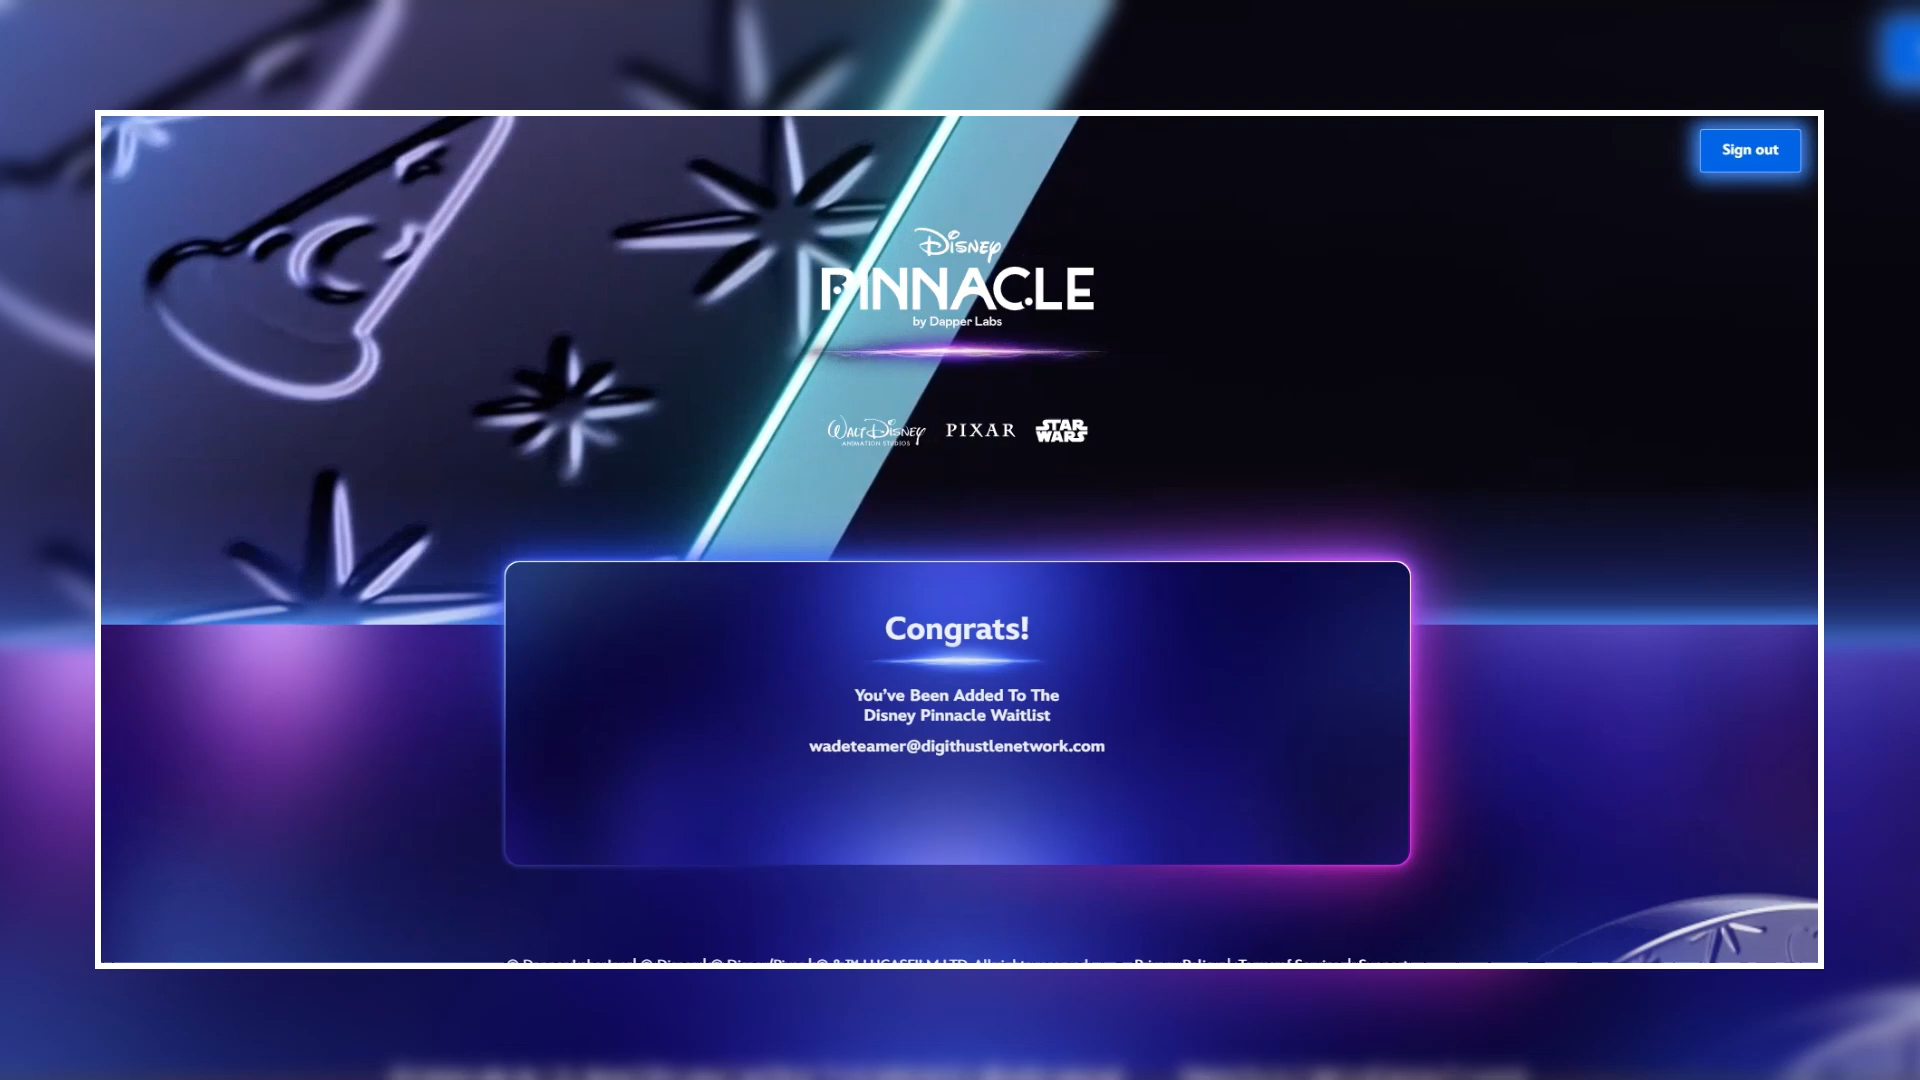 Sign out
Disney
PINNACLE
by Dapper Labs
WALT DISNEY
ANIMATION STUDIOS
PIXAR
STAR
WARS
Congrats!
You've Been Added To The
Disney Pinnacle Waitlist
wadeteamer@digithustlenetwork.com